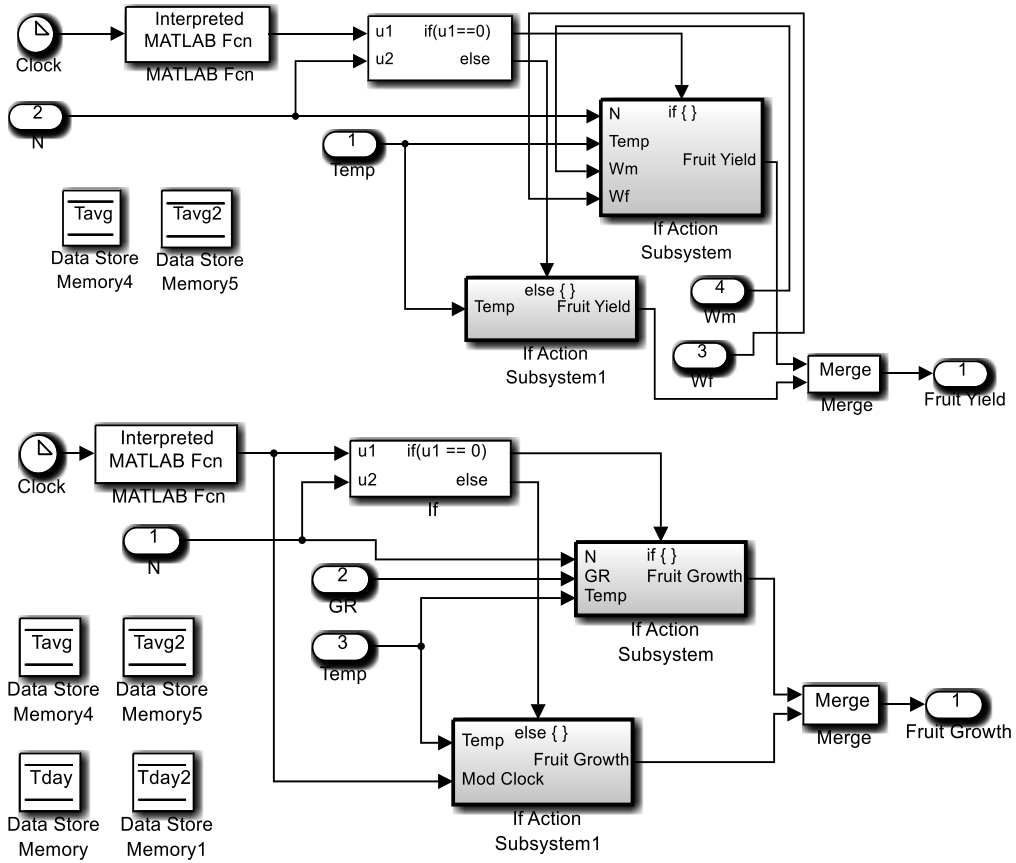 Interpreted
MATLAB Fcn
MATLAB Fcn
Clock
u1 if(u1==0)
u2 else
2
N
1
Temp
N if { }
Temp
Fruit Yield
Wm
Wf
If Action
Subsystem
Tavg
Data Store
Memory4
Tavg2
Data Store
Memory5
else { }
Temp Fruit Yield
If Action
Subsystem1
4
Wm
3
Wf
Merge
Merge
1
Fruit Yield
Interpreted
MATLAB Fcn
MATLAB Fcn
Clock
u1 if(u1 == 0)
u2 else
If
1
N
2
GR
3
Temp
N if { }
GR Fruit Growth
Temp
If Action
Subsystem
Tavg
Data Store
Memory4
Tavg2
Data Store
Memory5
Tday
Data Store
Memory
Tday2
Data Store
Memory1
else { }
Temp
Fruit Growth
Mod Clock
If Action
Subsystem1
Merge
Merge
1
Fruit Growth